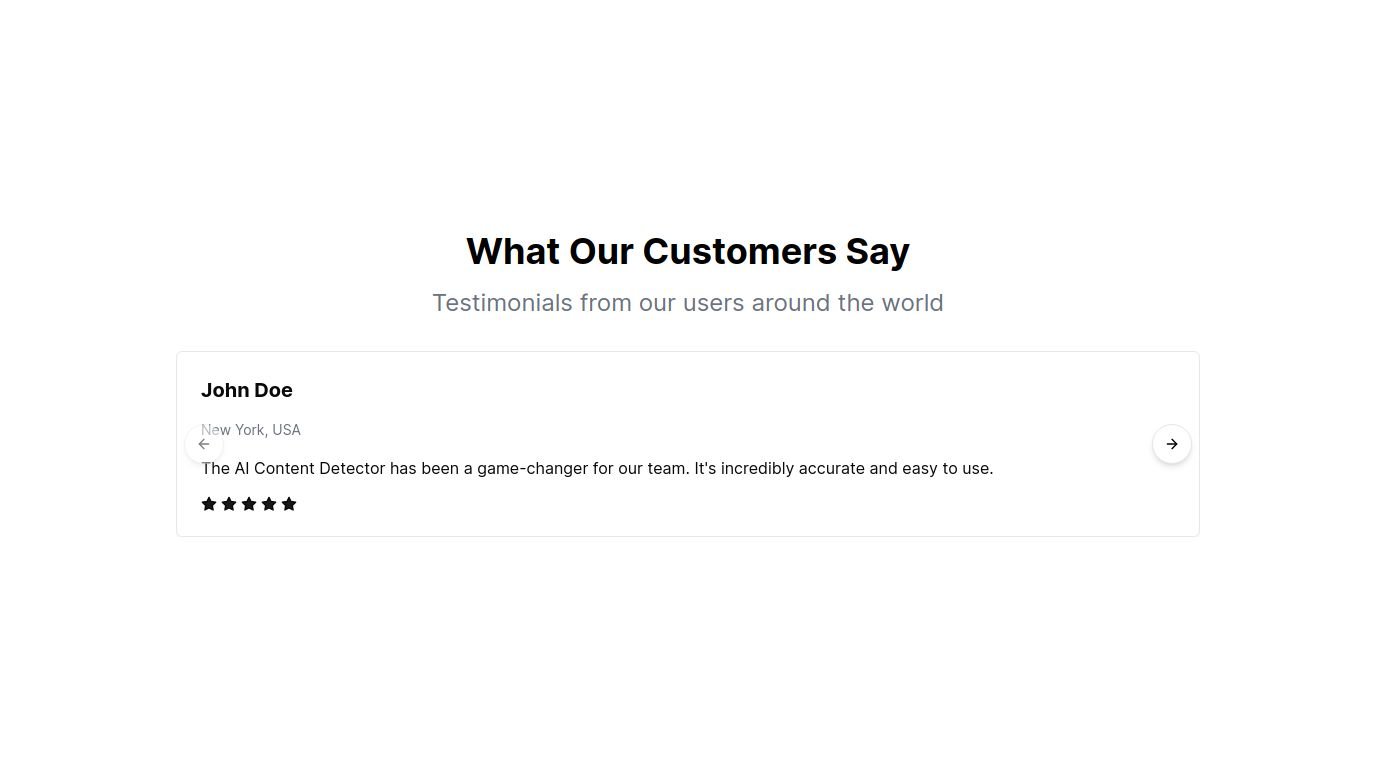 What Our Customers Say
Testimonials from our users around the world
John Doe
New York, USA
The AI Content Detector has been a game-changer for our team. It's incredibly accurate and easy to use.